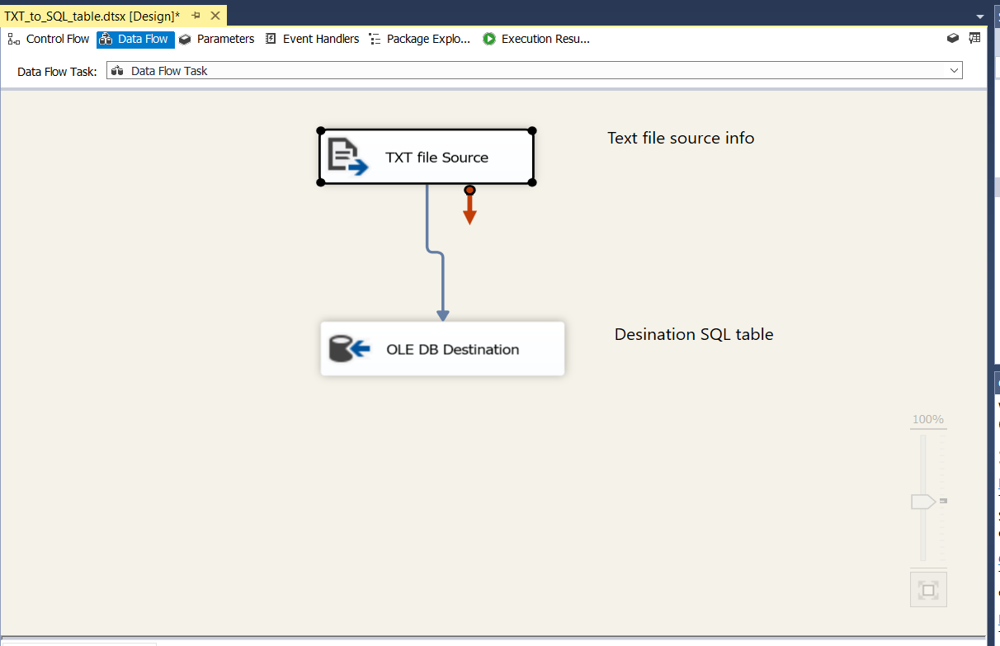 TXT_to_SQL_table.dtsx [Design]*
Control Flow Data Flow Parameters Event Handlers Package Explo... Execution Resu...
Data Flow Task: Data Flow Task
TXT file Source
Text file source info
OLE DB Destination
Desination SQL table
100%